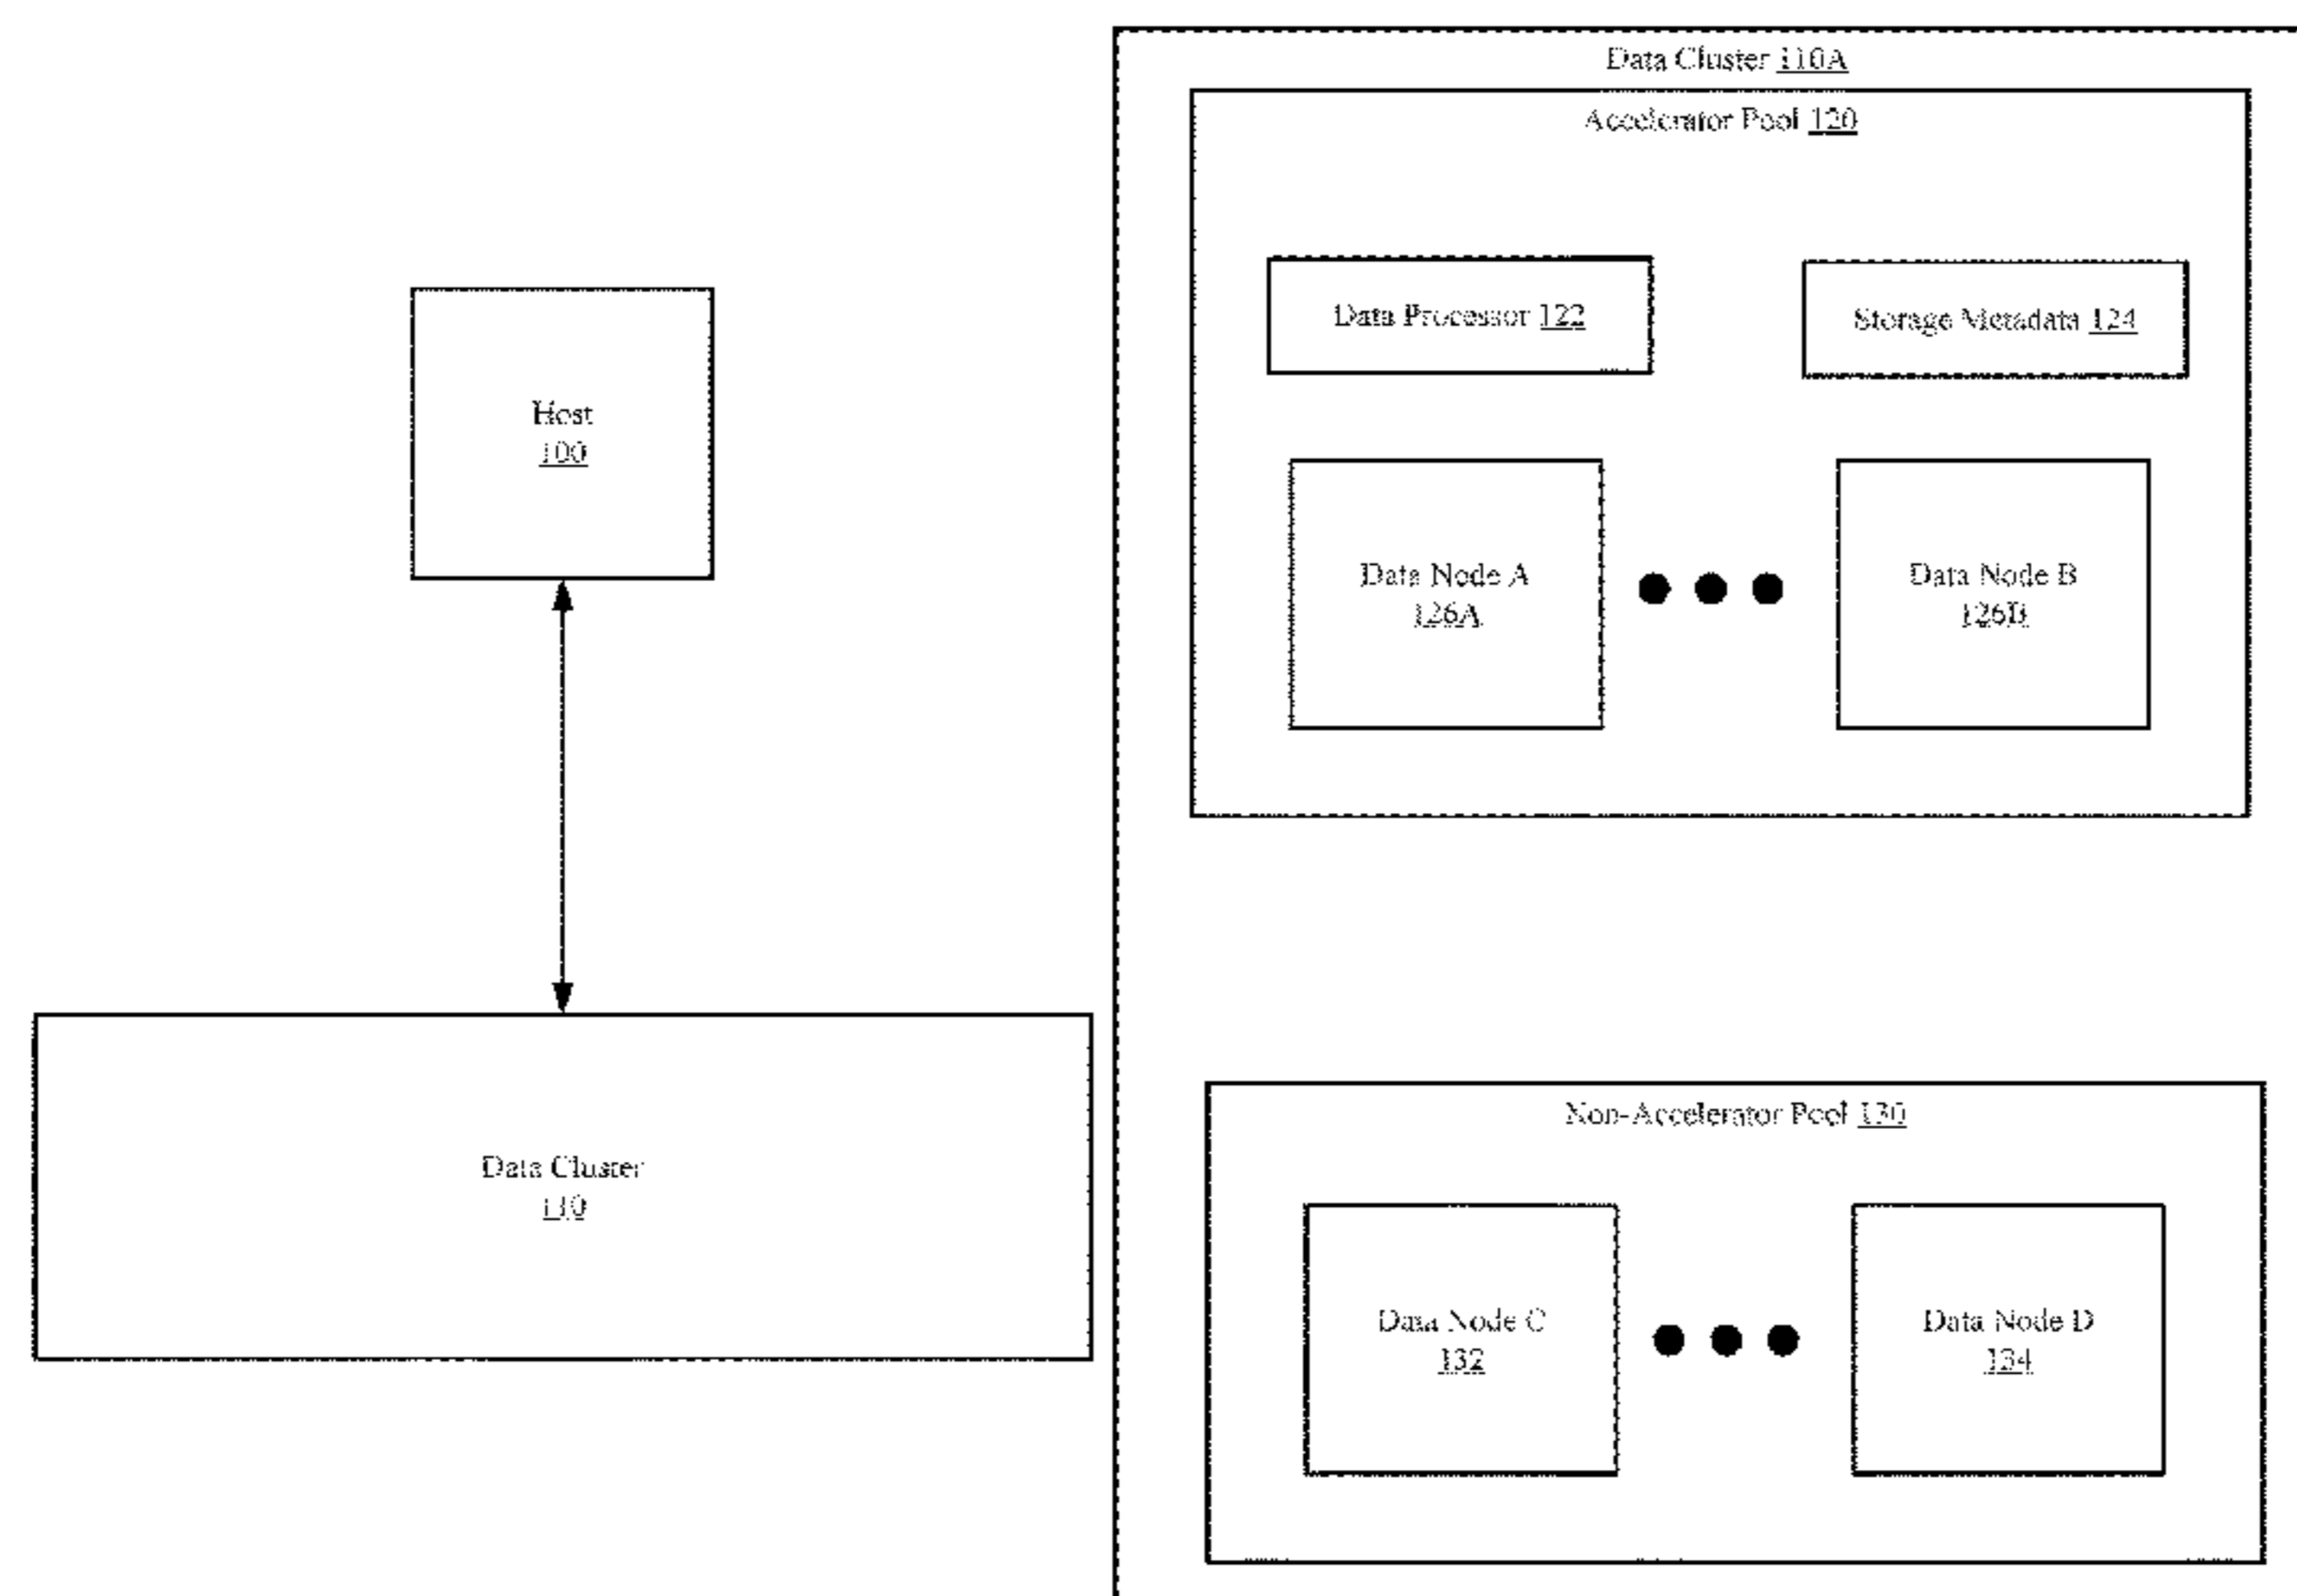 Host
100
Data Cluster
110
Data Cluster 110A
Accelerator Pool 120
Data Processor 122
Storage Metadata 124
Data Node A
126A
Data Node B
126B
Non-Accelerator Pool 130
Data Node C
132
Data Node D
134